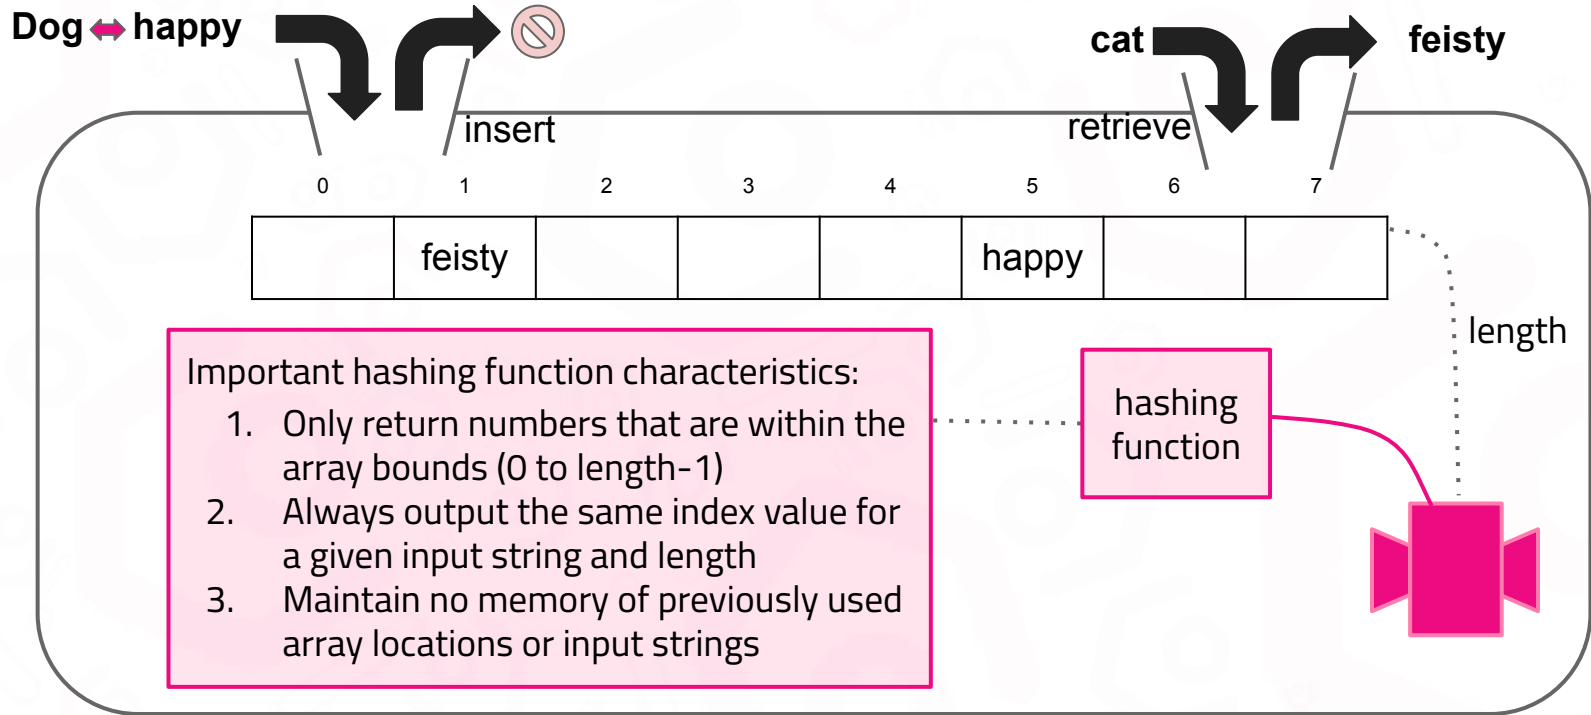 Dog happy
cat feisty
insert
retrieve
0 1 2 3 4 5 6 7
feisty happy
length
Important hashing function characteristics:
1. Only return numbers that are within the
array bounds (0 to length-1)
2. Always output the same index value for
a given input string and length
3. Maintain no memory of previously used
array locations or input strings
hashing
function